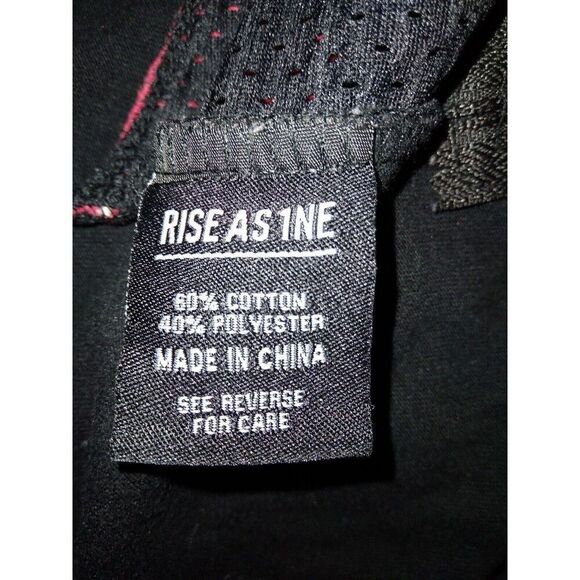 RISE AS 1NE
60% COTTON
40% POLYESTER
MADE IN CHINA
SEE REVERSE
FOR CARE